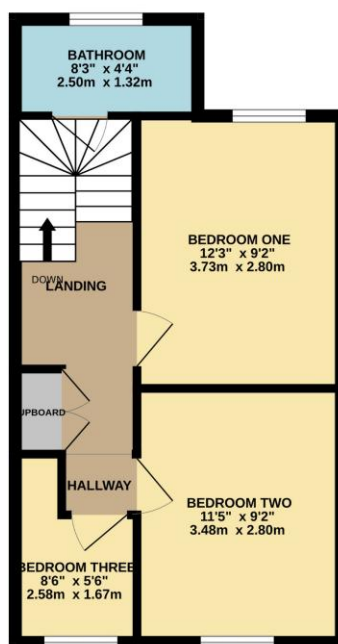 BATHROOM
8'3" x 4'4"
2.50m x 1.32m
BEDROOM ONE
12'3" x 9'2"
3.73m x 2.80m
DOWN
LANDING
UPBOARD
HALLWAY
BEDROOM TWO
11'5" x 9'2"
3.48m x 2.80m
BEDROOM THREE
8'6" x 5'6"
2.58m x 1.67m